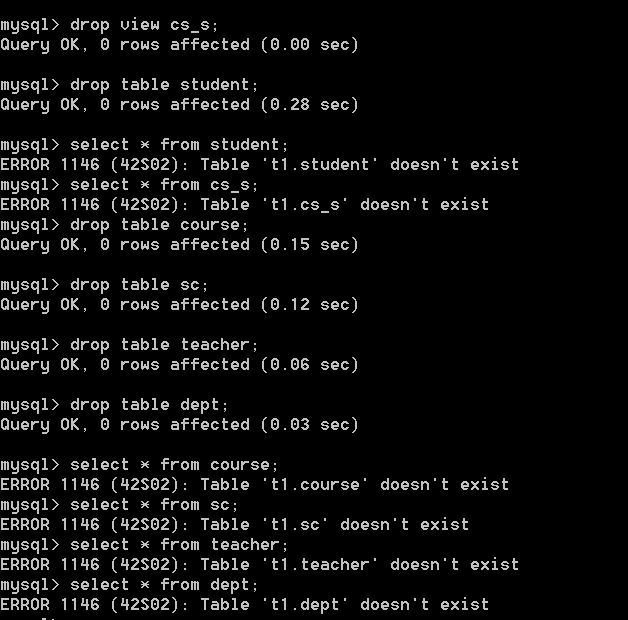 mysql> drop view cs_s;
Query OK, 0 rows affected (0.00 sec)
mysql> drop table student;
Query OK, 0 rows affected (0.28 sec)
mysql> select * from student;
ERROR 1146 (42S02): Table 't1.student' doesn't exist
mysql> select * from cs_s;
ERROR 1146 (42S02): Table 't1.cs_s' doesn't exist
mysql> drop table course;
Query OK, 0 rows affected (0.15 sec)
mysql> drop table sc;
Query OK, 0 rows affected (0.12 sec)
mysql> drop table teacher;
Query OK, 0 rows affected (0.06 sec)
mysql> drop table dept;
Query OK, 0 rows affected (0.03 sec)
mysql> select * from course;
ERROR 1146 (42S02): Table 't1.course' doesn't exist
mysql> select * from sc;
ERROR 1146 (42S02): Table 't1.sc' doesn't exist
mysql> select * from teacher;
ERROR 1146 (42S02): Table 't1.teacher' doesn't exist
mysql> select * from dept;
ERROR 1146 (42S02): Table 't1.dept' doesn't exist